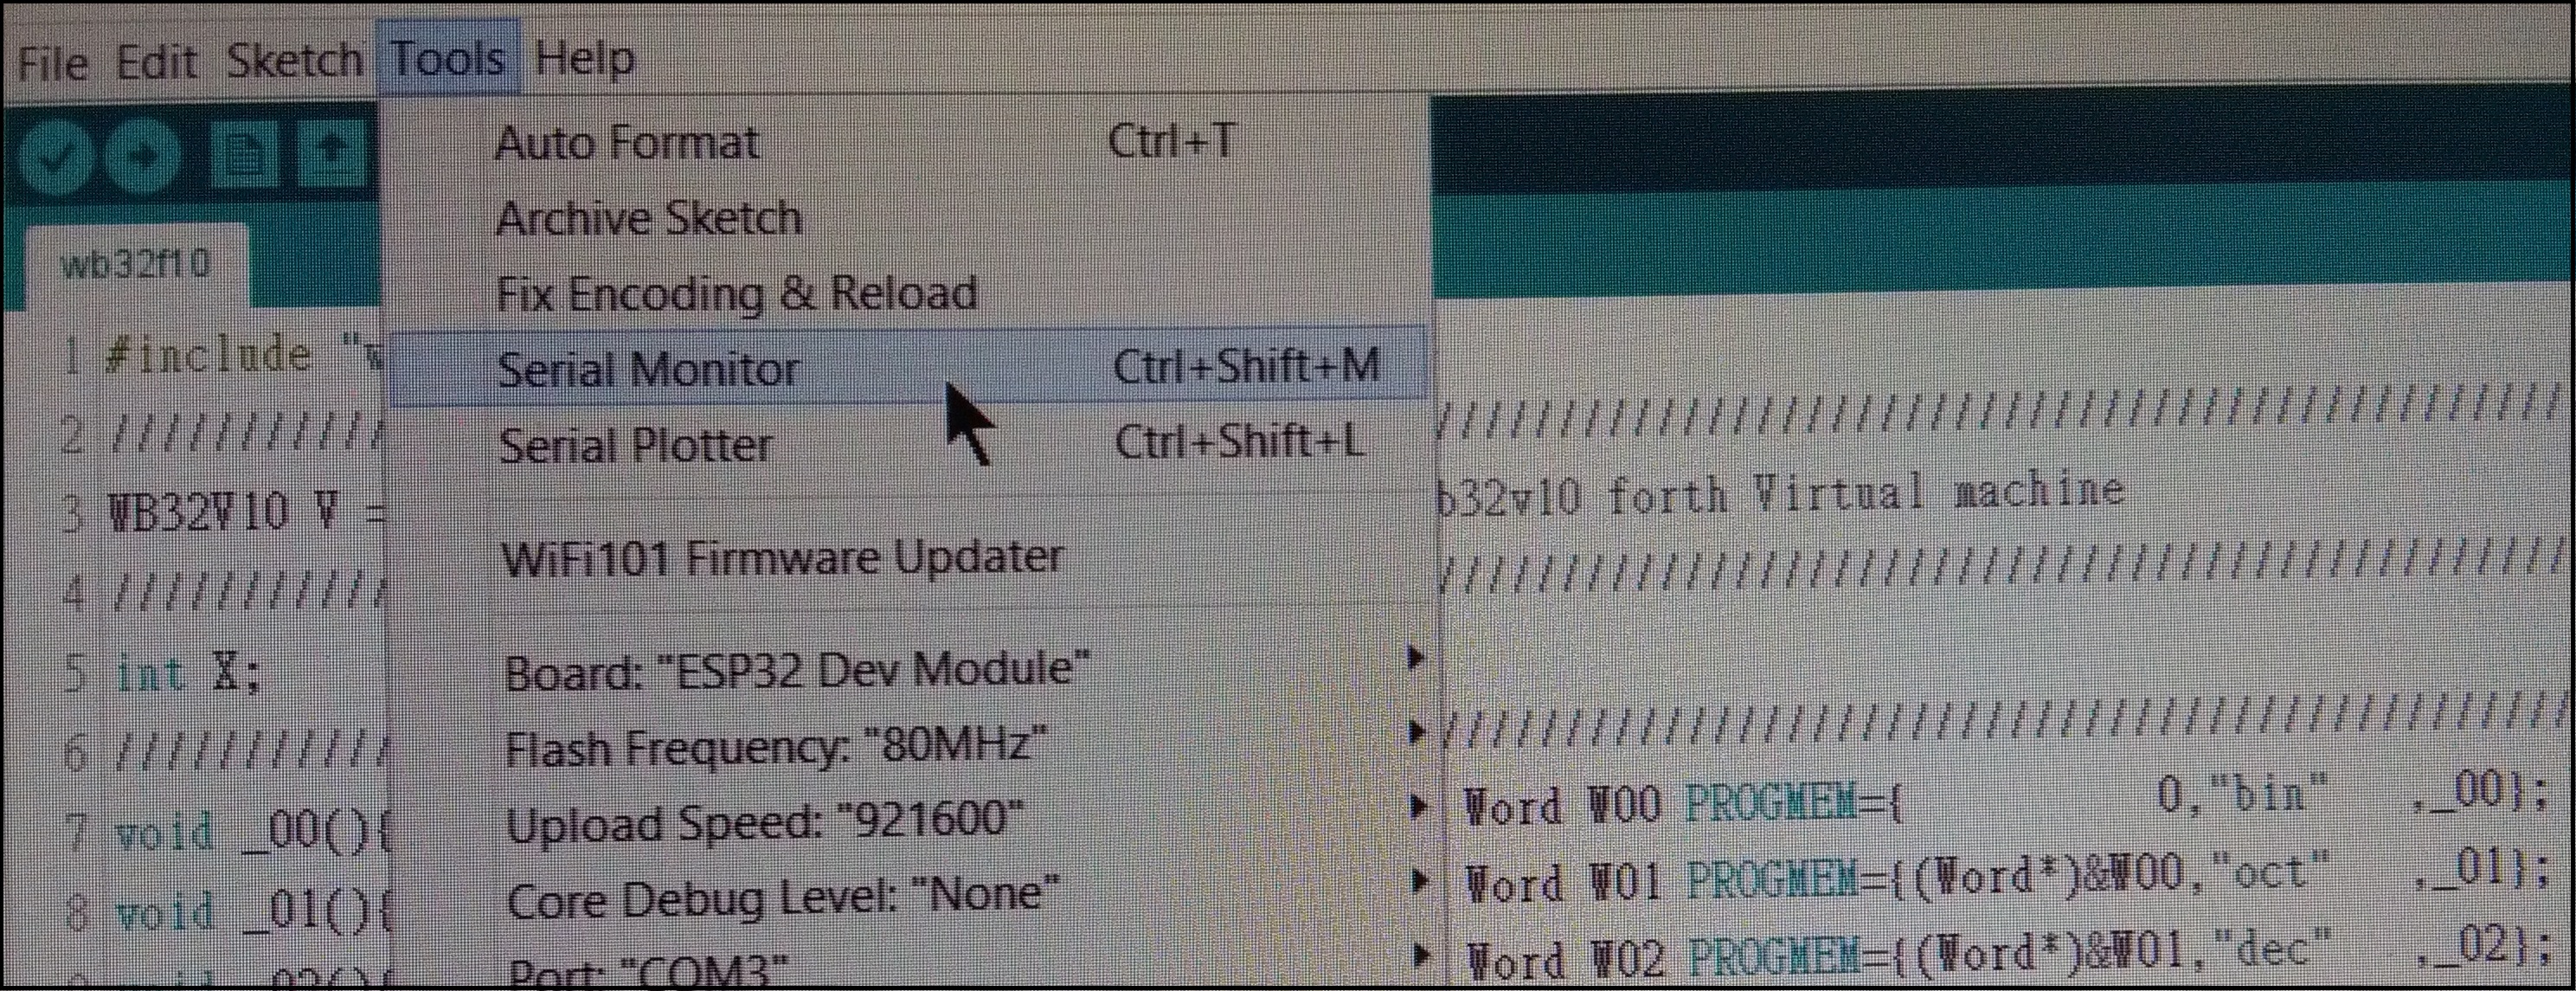 File Edit Sketch Tools Help
Auto Format Ctrl+T
Archive Sketch
Fix Encoding & Reload
Serial Monitor Ctrl+Shift+M
Serial Plotter Ctrl+Shift+L
WiFi101 Firmware Updater
Board: "ESP32 Dev Module"
Flash Frequency: "80MHz"
Upload Speed: "921600"
Core Debug Level: "None"
Port: "COM3"
wb32f10
1 #include "w
2 ///////////
3 WB32V10 V =
4 ///////////
5 int X;
6 ///////////
7 void _00(){
8 void _01(){
//////////////////////////////////////////////
b32v10 forth Virtual machine
//////////////////////////////////////////////
//////////////////////////////////////////////
Word W00 PROGMEM={ 0,"bin" ,_00};
Word W01 PROGMEM={(Word*)&W00,"oct" ,_01};
Word W02 PROGMEM={(Word*)&W01,"dec" ,_02};